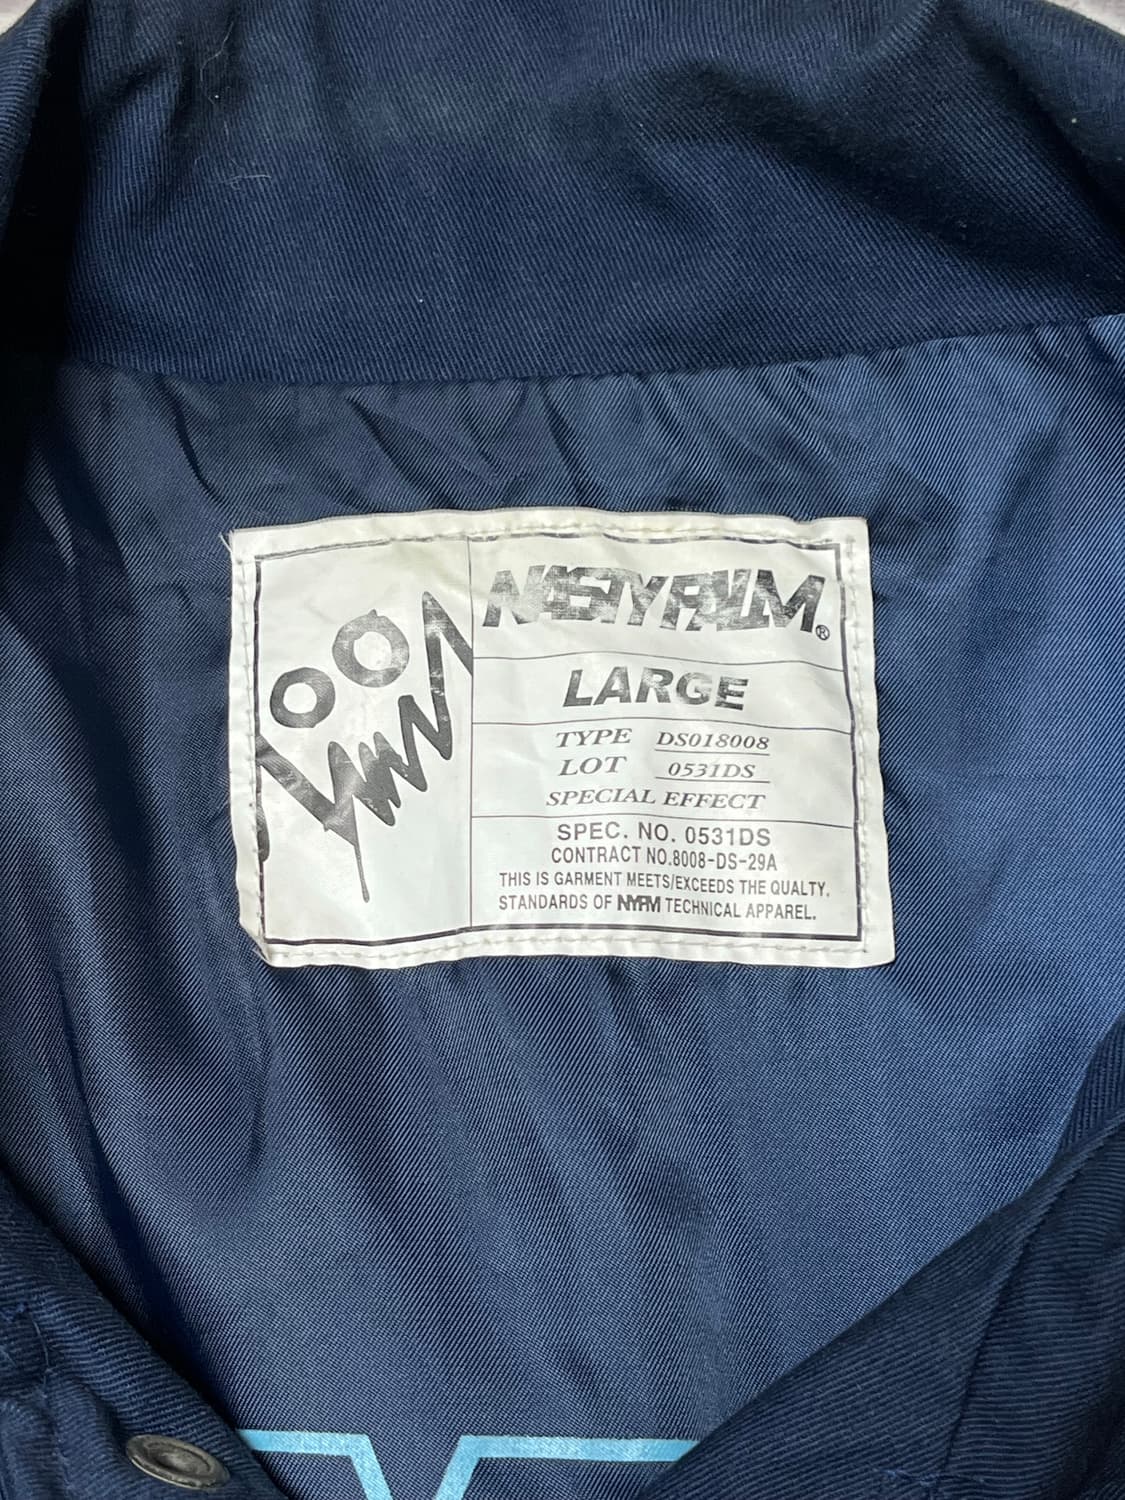 NASTYPALM®
LARGE
TYPE DS018008
LOT 0531DS
SPECIAL EFFECT
SPEC. NO. 0531DS
CONTRACT NO.8008-DS-29A
THIS IS GARMENT MEETS/EXCEEDS THE QUALTY.
STANDARDS OF NYPM TECHNICAL APPAREL.